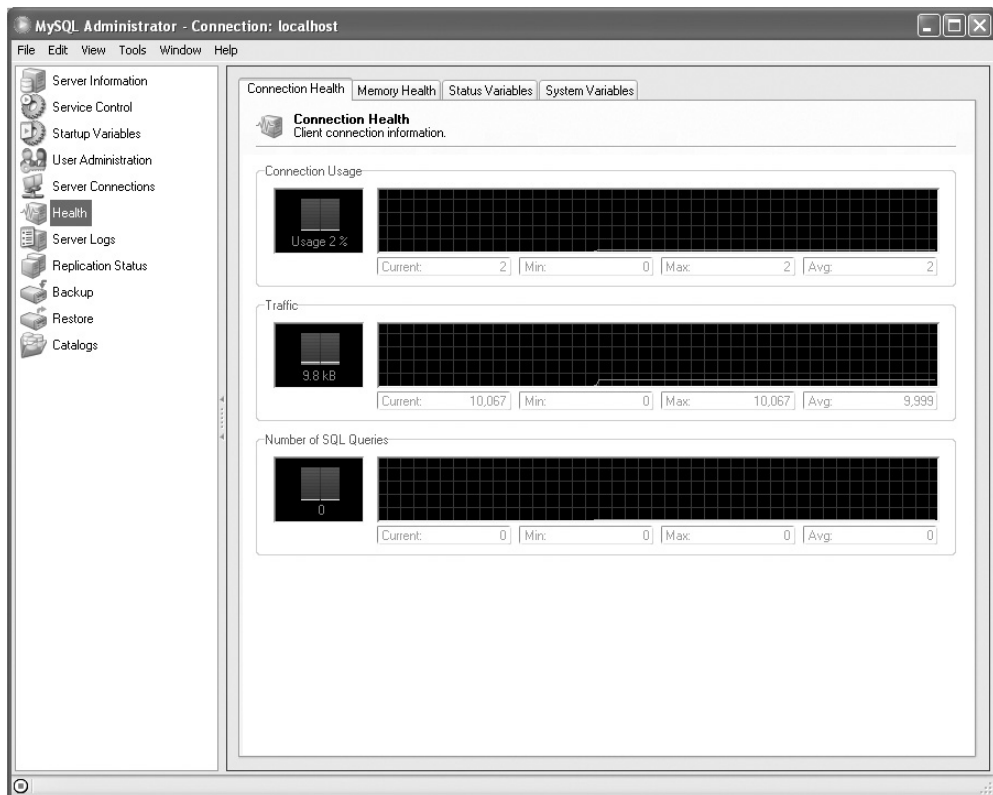 MySQL Administrator - Connection: localhost
File Edit View Tools Window Help
Server Information
Service Control
Startup Variables
User Administration
Server Connections
Health
Server Logs
Replication Status
Backup
Restore
Catalogs
Connection Health Memory Health Status Variables System Variables
Connection Health
Client connection information.
Connection Usage
Usage 2 %
Current: 2 Min: 0 Max: 2 Avg: 2
Traffic
9.8 kB
Current: 10,067 Min: 0 Max: 10,067 Avg: 9,999
Number of SQL Queries
0
Current: 0 Min: 0 Max: 0 Avg: 0